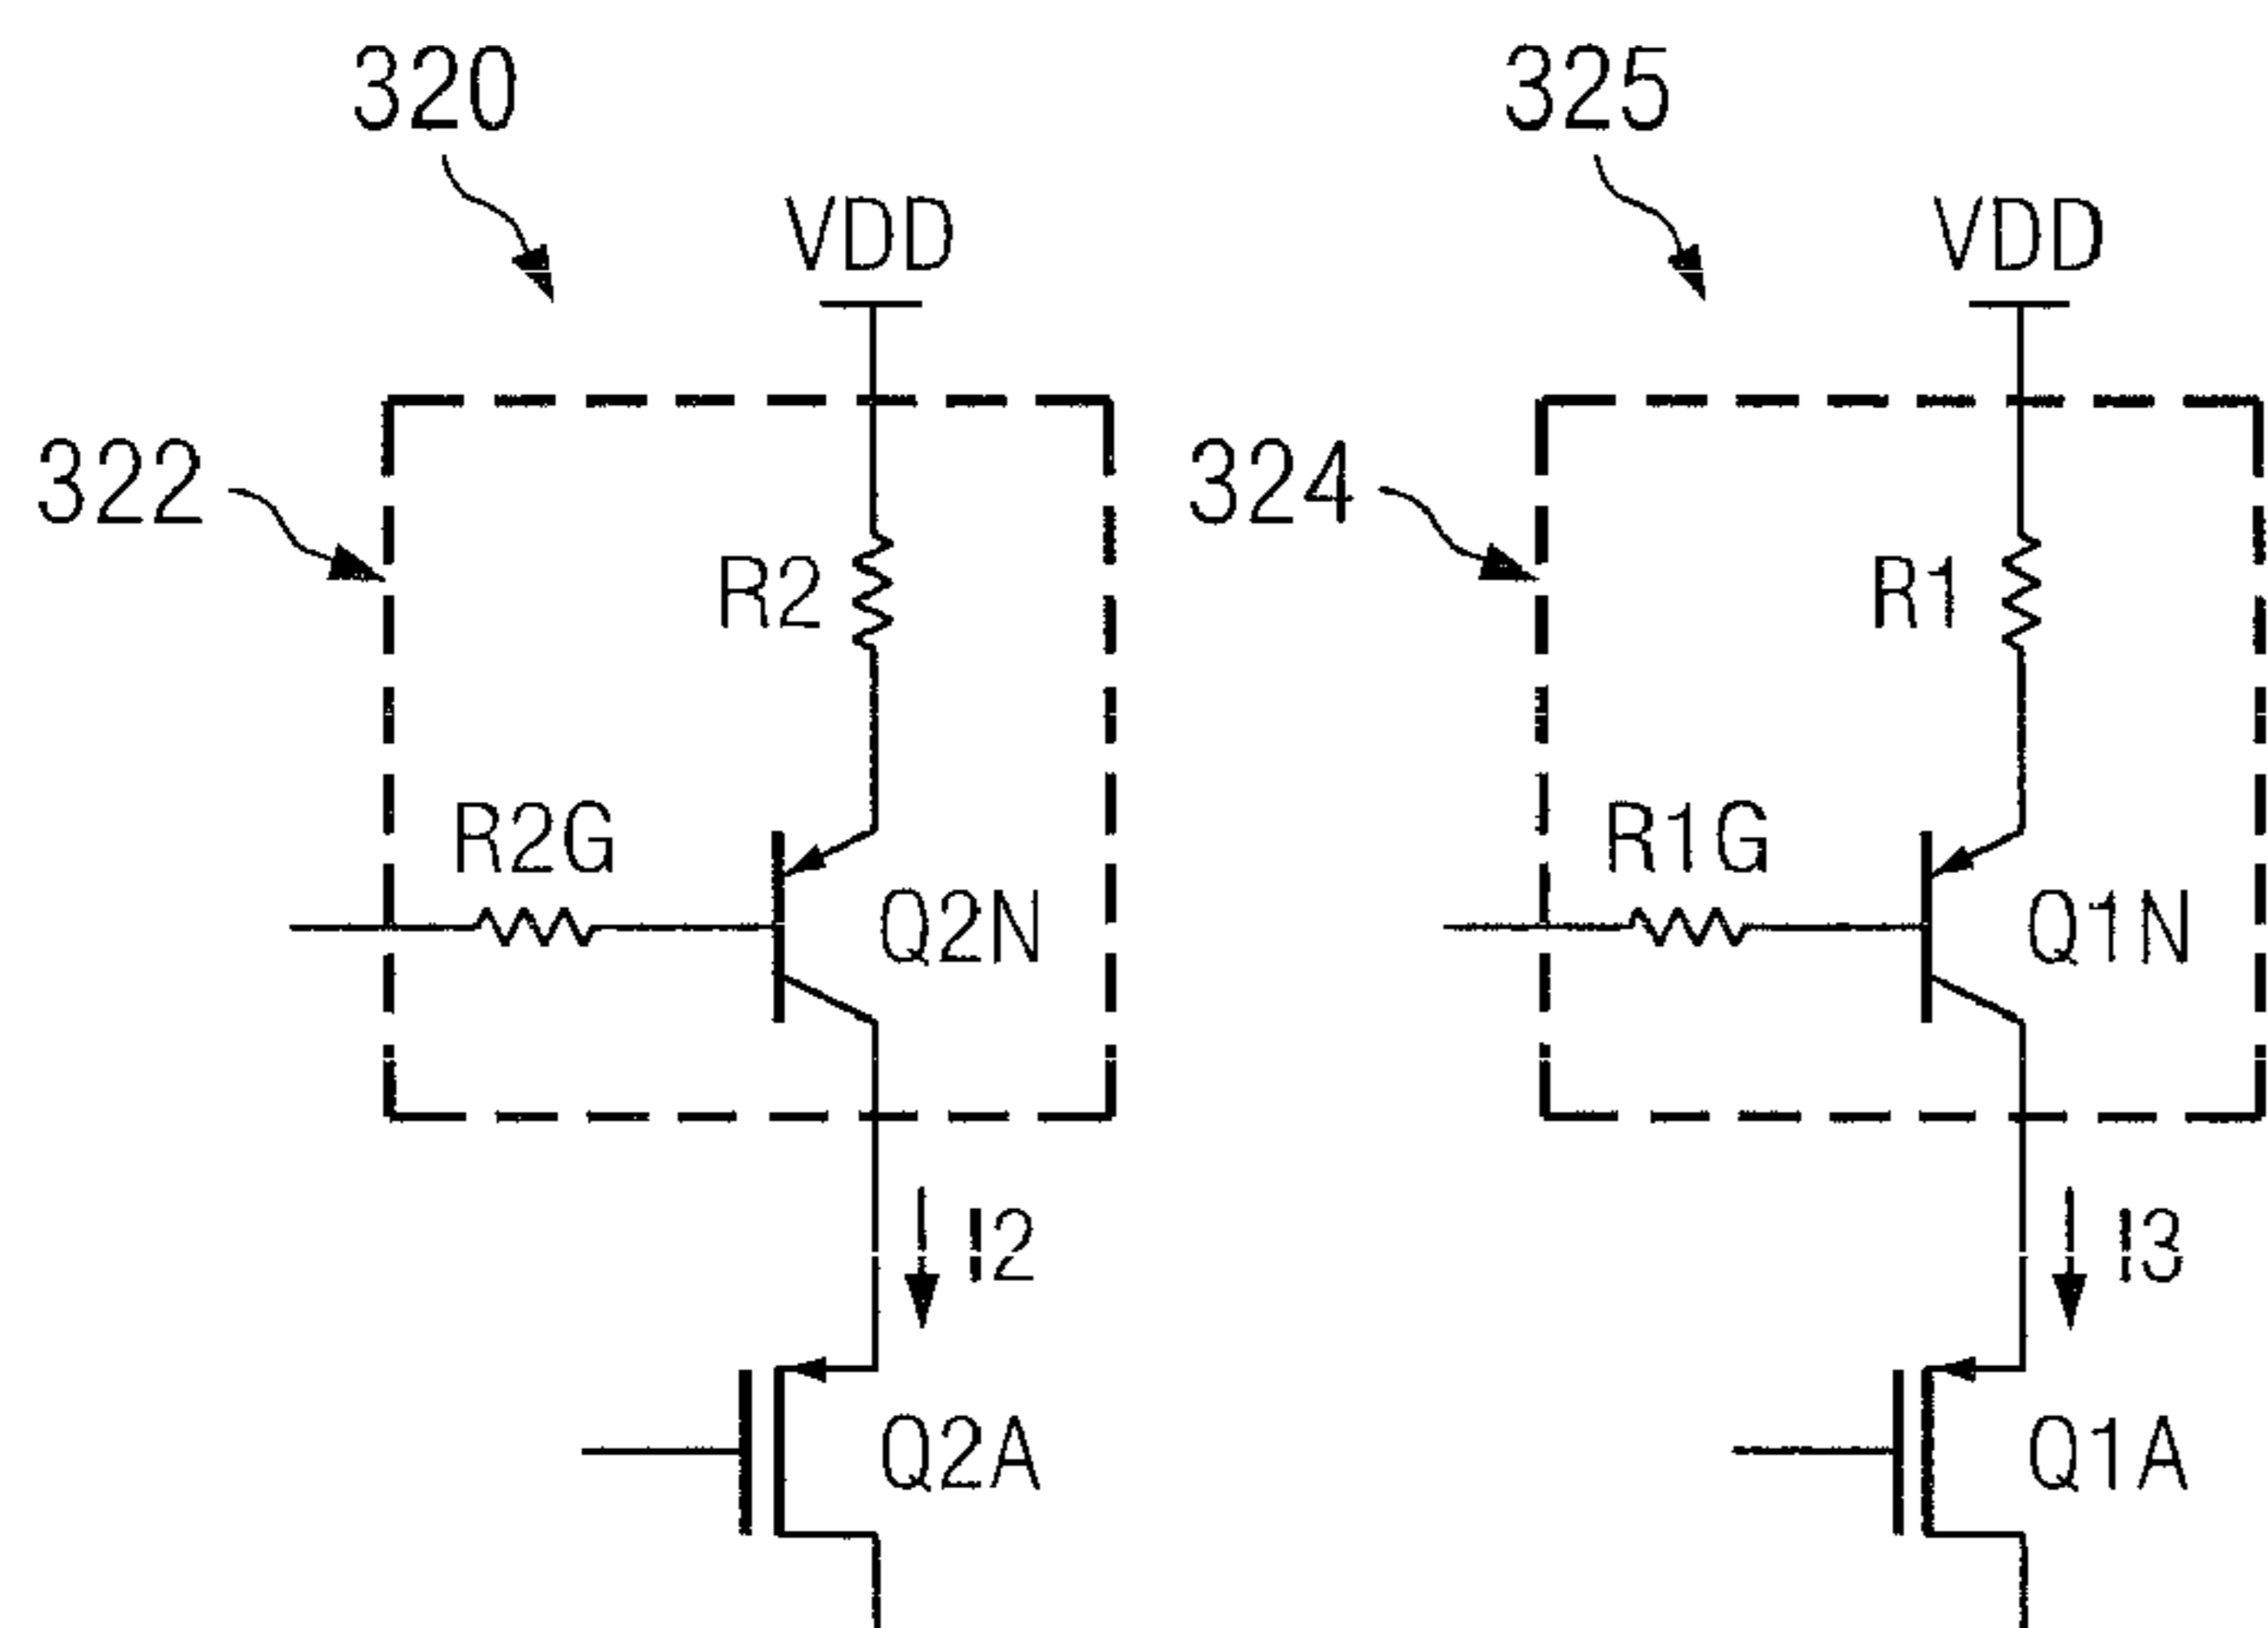 320
325
VDD
VDD
322
324
R2
R1
R2G
R1G
Q2N
Q1N
I2
I3
Q2A
Q1A